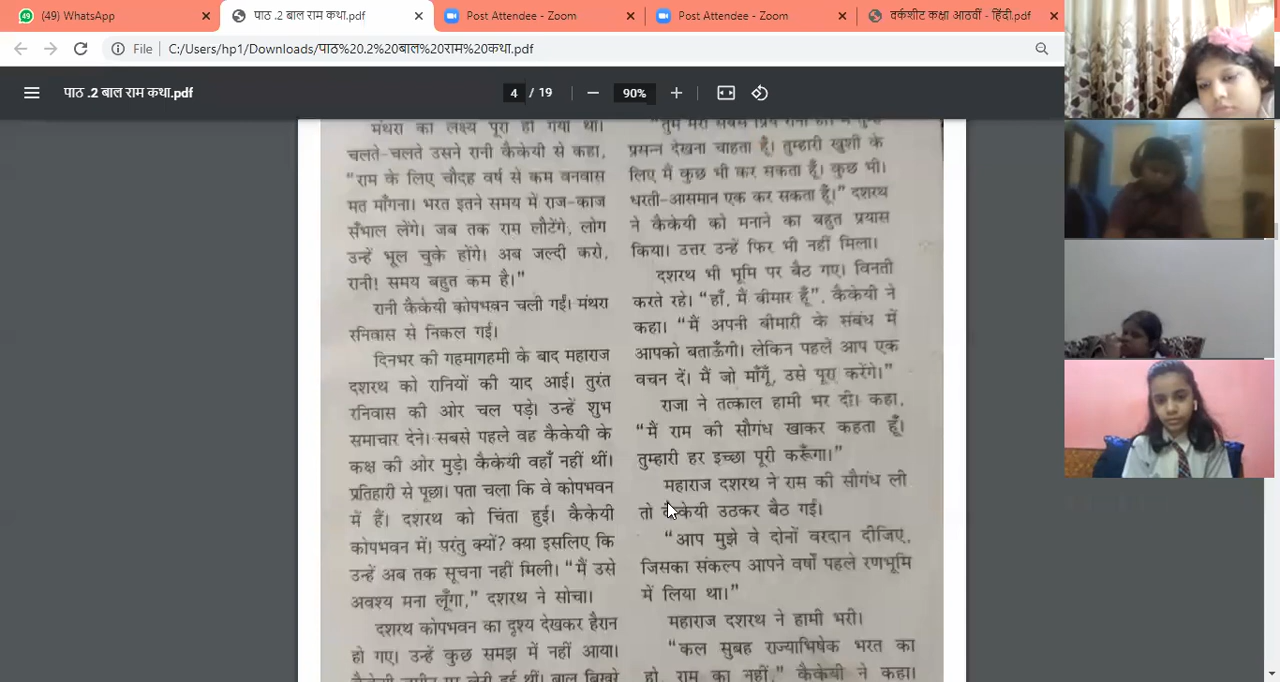 (49) WhatsApp
पाठ .2 बाल राम कथा.pdf
Post Attendee - Zoom
Post Attendee - Zoom
वर्कशीट कक्षा आठवीं - हिंदी.pdf
File
C:/Users/hp1/Downloads/पाठ%20.2%20बाल%20राम%20कथा.pdf
पाठ .2 बाल राम कथा.pdf
4 / 19
90%
मंथरा का लक्ष्य पूरा हो गया था।
चलते-चलते उसने रानी कैकेयी से कहा,
"राम के लिए चौदह वर्ष से कम वनवास
मत माँगना। भरत इतने समय में राज-काज
सँभाल लेंगे। जब तक राम लौटेंगे, लोग
उन्हें भूल चुके होंगे। अब जल्दी करो,
रानी! समय बहुत कम है।"
रानी कैकेयी कोपभवन चली गईं। मंथरा
रनिवास से निकल गई।
दिनभर की गहमागहमी के बाद महाराज
दशरथ को रानियों की याद आई। तुरंत
रनिवास की ओर चल पड़े। उन्हें शुभ
समाचार देने। सबसे पहले वह कैकेयी के
कक्ष की ओर मुड़े। कैकेयी वहाँ नहीं थीं।
प्रतिहारी से पूछा। पता चला कि वे कोपभवन
में हैं। दशरथ को चिंता हुई। कैकेयी
कोपभवन में! परंतु क्यों? क्या इसलिए कि
उन्हें अब तक सूचना नहीं मिली। "मैं उसे
अवश्य मना लूँगा," दशरथ ने सोचा।
दशरथ कोपभवन का दृश्य देखकर हैरान
हो गए। उन्हें कुछ समझ में नहीं आया।
कैकेयी ज़मीन पर लेटी हुई थीं। बाल बिखरे
"तुम मेरी सबसे प्रिय रानी हो। मैं तुम्हें
प्रसन्न देखना चाहता हूँ। तुम्हारी खुशी के
लिए मैं कुछ भी कर सकता हूँ। कुछ भी।
धरती-आसमान एक कर सकता हूँ।" दशरथ
ने कैकेयी को मनाने का बहुत प्रयास
किया। उत्तर उन्हें फिर भी नहीं मिला।
दशरथ भी भूमि पर बैठ गए। विनती
करते रहे। "हाँ, मैं बीमार हूँ", कैकेयी ने
कहा। "मैं अपनी बीमारी के संबंध में
आपको बताऊँगी। लेकिन पहले आप एक
वचन दें। मैं जो माँगूँ, उसे पूरा करेंगे।"
राजा ने तत्काल हामी भर दी। कहा,
"मैं राम की सौगंध खाकर कहता हूँ।
तुम्हारी हर इच्छा पूरी करूँगा।"
महाराज दशरथ ने राम की सौगंध ली
तो कैकेयी उठकर बैठ गईं।
"आप मुझे वे दोनों वरदान दीजिए,
जिसका संकल्प आपने वर्षों पहले रणभूमि
में लिया था।"
महाराज दशरथ ने हामी भरी।
"कल सुबह राज्याभिषेक भरत का
हो, राम का नहीं," कैकेयी ने कहा।